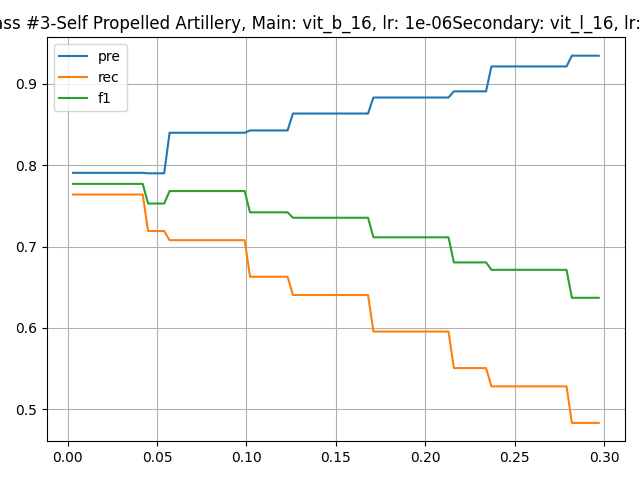 ass #3-Self Propelled Artillery, Main: vit_b_16, lr: 1e-06Secondary: vit_l_16, lr:
pre
rec
f1
0.9
0.8
0.7
0.6
0.5
0.00 0.05 0.10 0.15 0.20 0.25 0.30